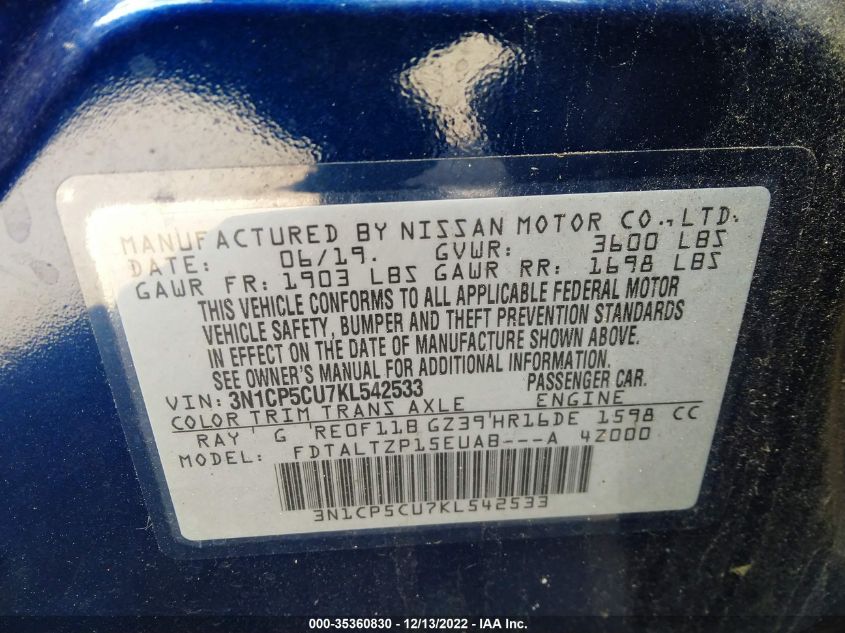 MANUFACTURED BY NISSAN MOTOR CO.,LTD.
DATE: 06/19. GVWR: 3600 LBS
GAWR FR: 1903 LBS GAWR RR: 1698 LBS
THIS VEHICLE CONFORMS TO ALL APPLICABLE FEDERAL MOTOR
VEHICLE SAFETY, BUMPER AND THEFT PREVENTION STANDARDS
IN EFFECT ON THE DATE OF MANUFACTURE SHOWN ABOVE.
SEE OWNER'S MANUAL FOR ADDITIONAL INFORMATION.
VIN: 3N1CP5CU7KL542533 PASSENGER CAR.
COLOR TRIM TRANS AXLE ENGINE
RAY ' G 'RE0F11B GZ39'HR16DE 1598 CC
MODEL: FDTALTZP15EUAB---A 4Z000
3N1CP5CU7KL542533
000-35360830 - 12/13/2022 - IAA Inc.